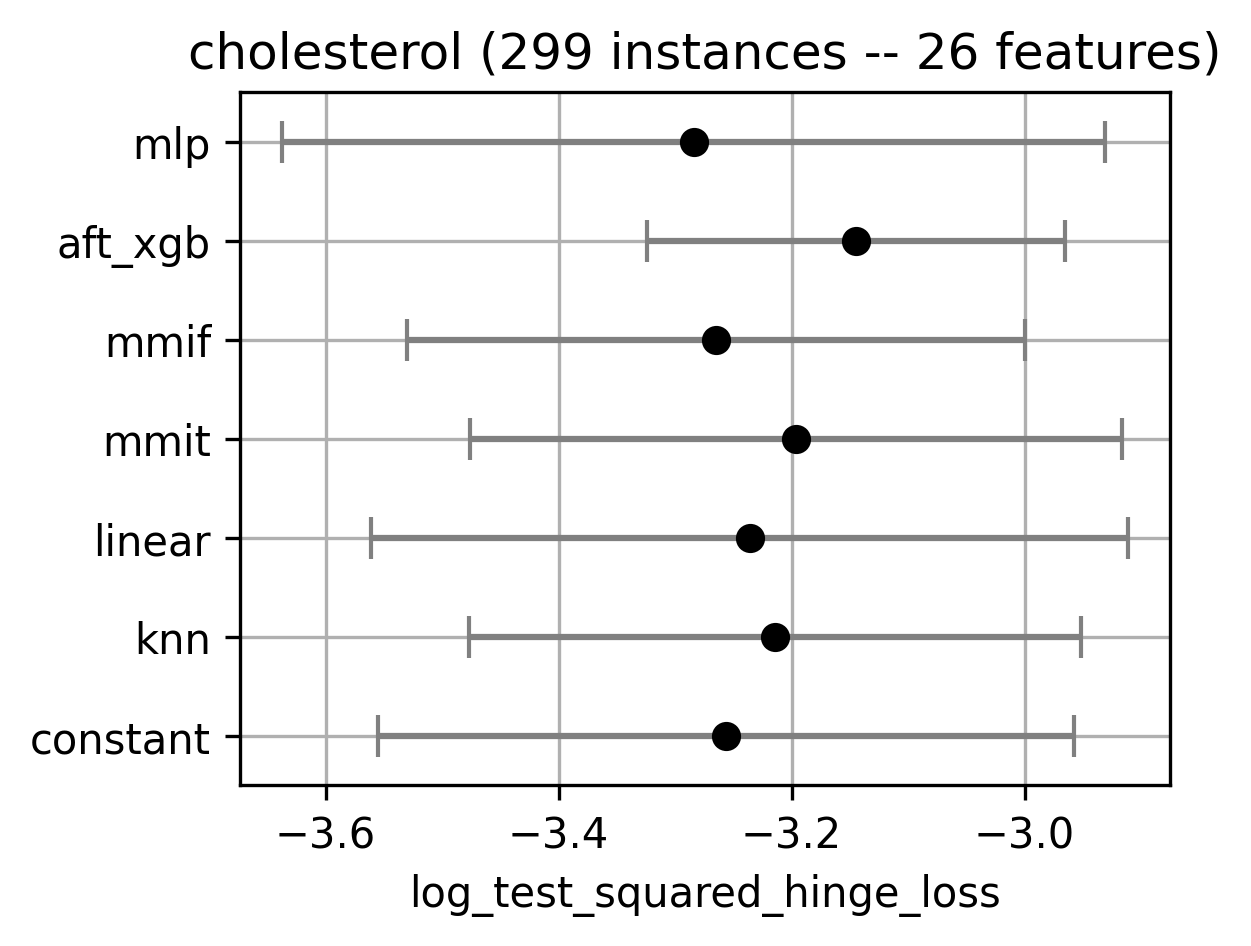 cholesterol (299 instances -- 26 features)
mlp
aft_xgb
mmif
mmit
linear
knn
constant
−3.6 −3.4 −3.2 −3.0
log_test_squared_hinge_loss